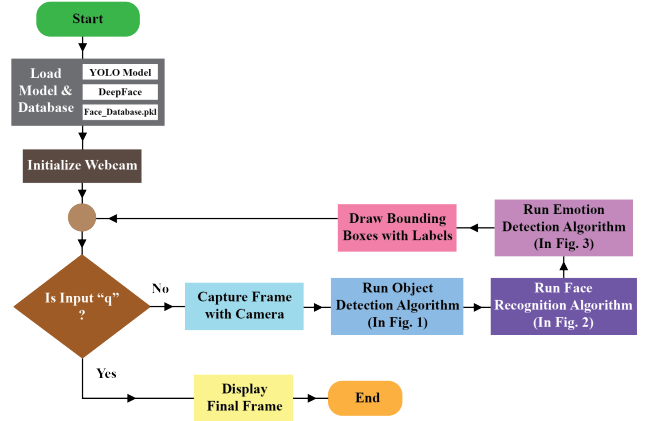 Start
Load
Model &
Database
YOLO Model
DeepFace
Face_Database.pkl
Initialize Webcam
Draw Bounding
Boxes with Labels
Run Emotion
Detection Algorithm
(In Fig. 3)
Is Input “q”
?
No
Capture Frame
with Camera
Run Object
Detection Algorithm
(In Fig. 1)
Run Face
Recognition Algorithm
(In Fig. 2)
Yes
Display
Final Frame
End